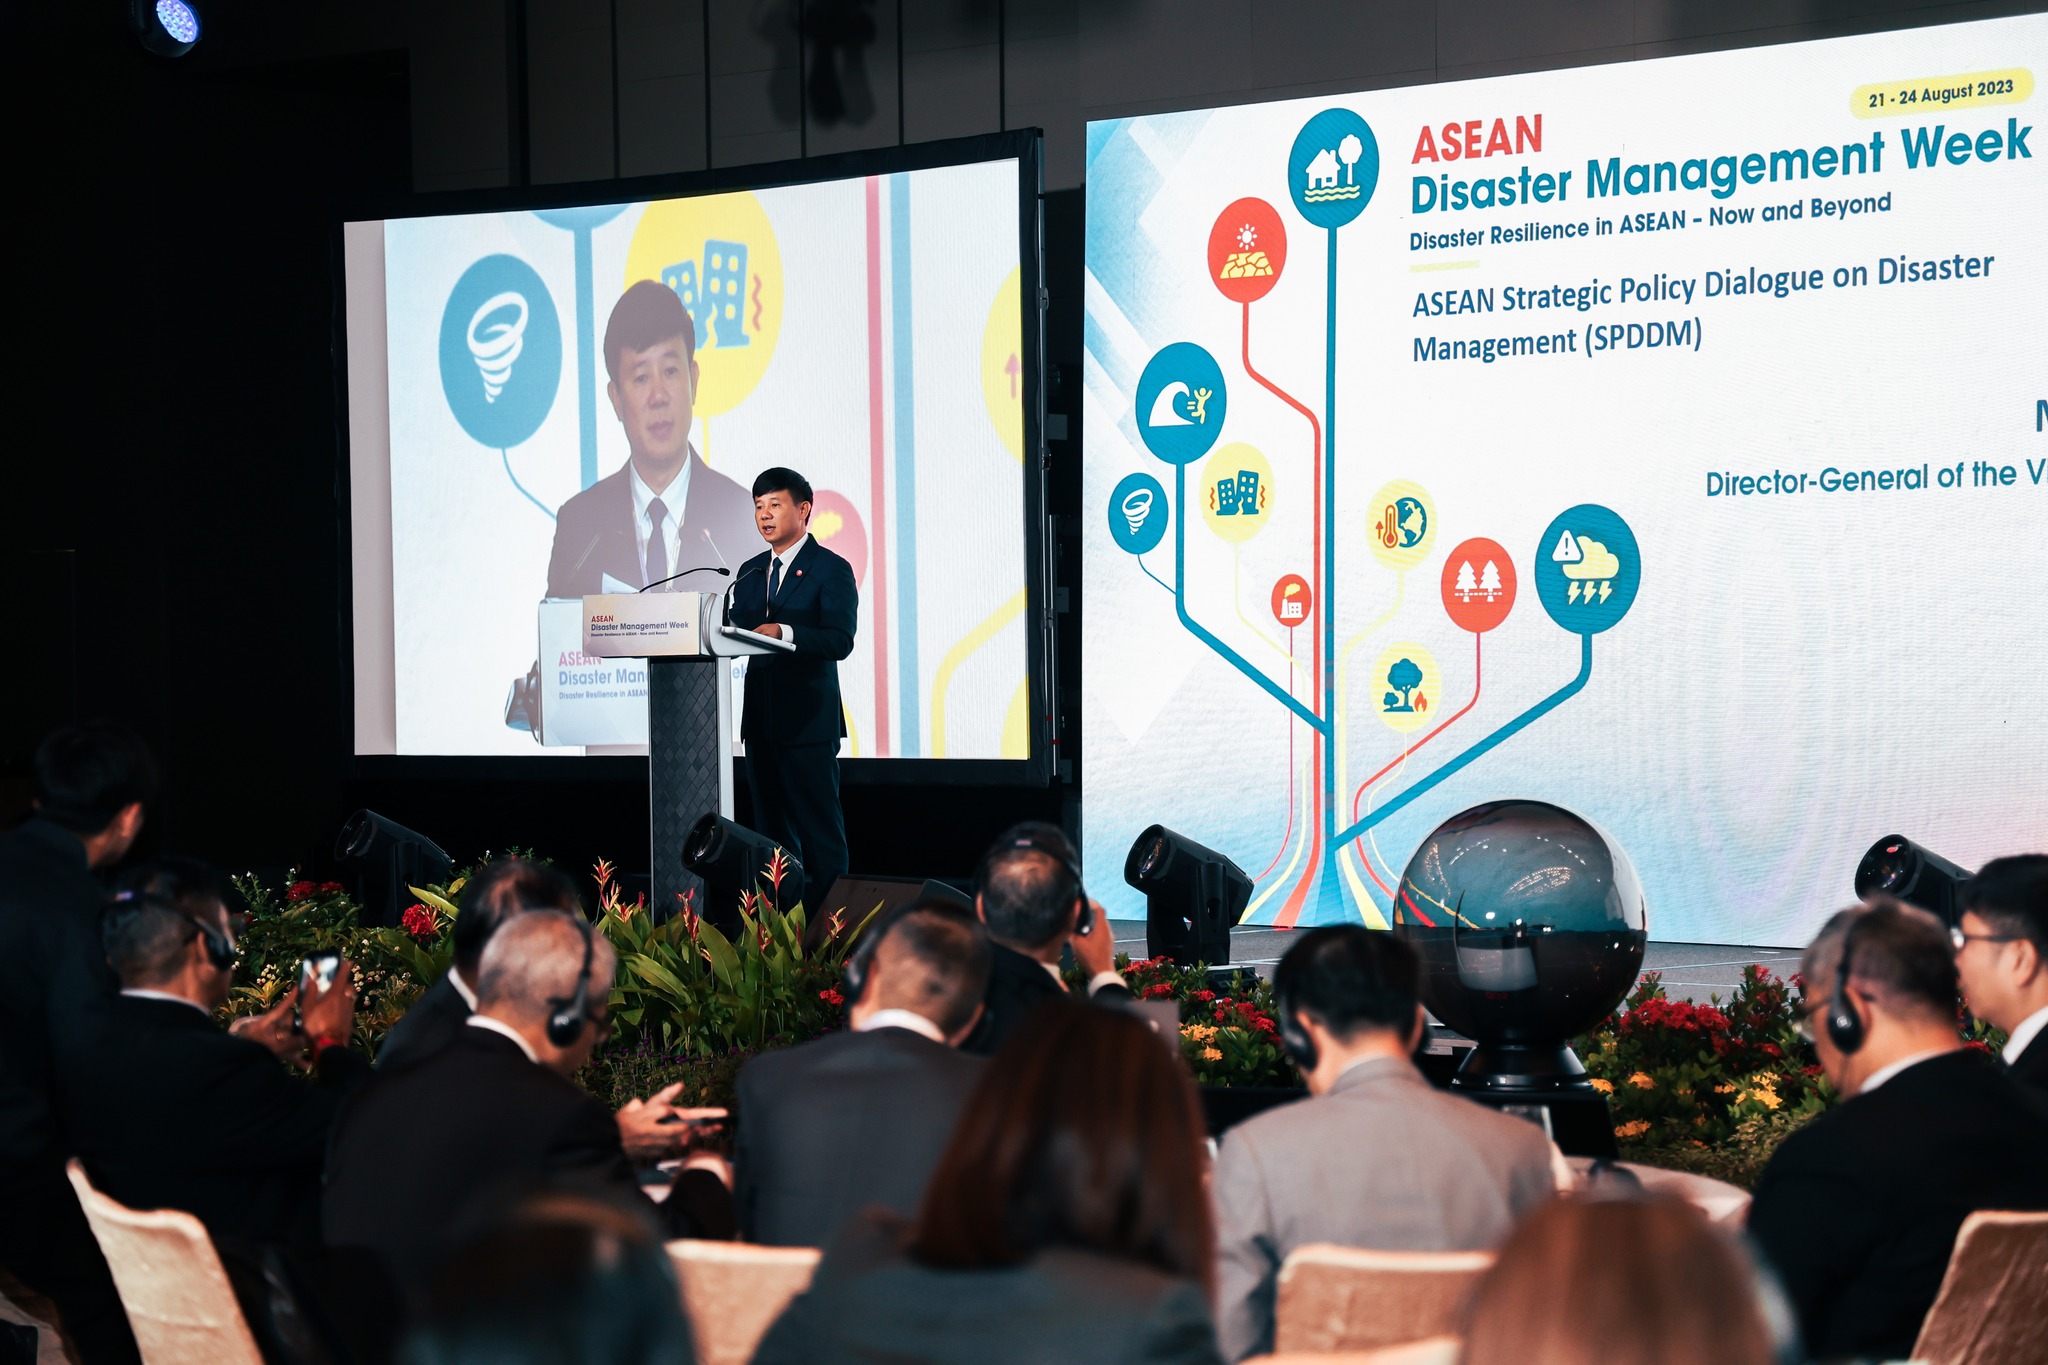 21 - 24 August 2023
ASEAN
Disaster Management Week
Disaster Resilience in ASEAN - Now and Beyond
ASEAN Strategic Policy Dialogue on Disaster
Management (SPDDM)
Director-General of the
ASEAN
Disaster Management Week
Disaster Resilience in ASEAN - Now and Beyond
ASEAN
Disaster
Disaster Resilience in ASEAN